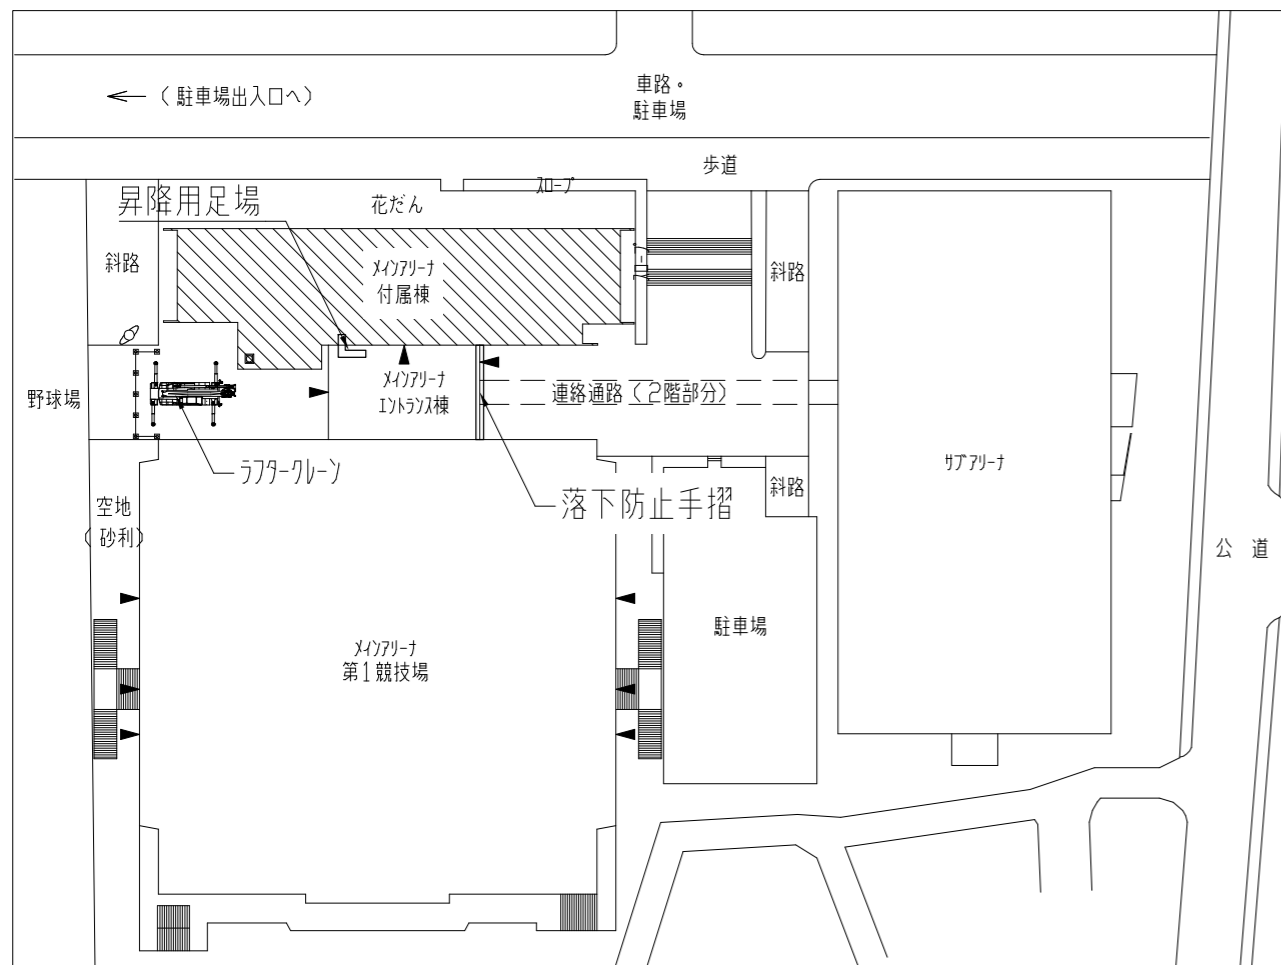 （駐車場出入口へ）
車路・
駐車場
歩道
ｽﾛｰﾌﾟ
昇降用足場
花だん
斜路
ﾒｲﾝｱﾘｰﾅ
付属棟
斜路
野球場
ﾒｲﾝｱﾘｰﾅ
ｴﾝﾄﾗﾝｽ棟
連絡通路（２階部分）
ﾗﾌﾀｰｸﾚｰﾝ
ｻﾌﾞｱﾘｰﾅ
斜路
落下防止手摺
空地
（砂利）
公　道
駐車場
ﾒｲﾝｱﾘｰﾅ
第１競技場